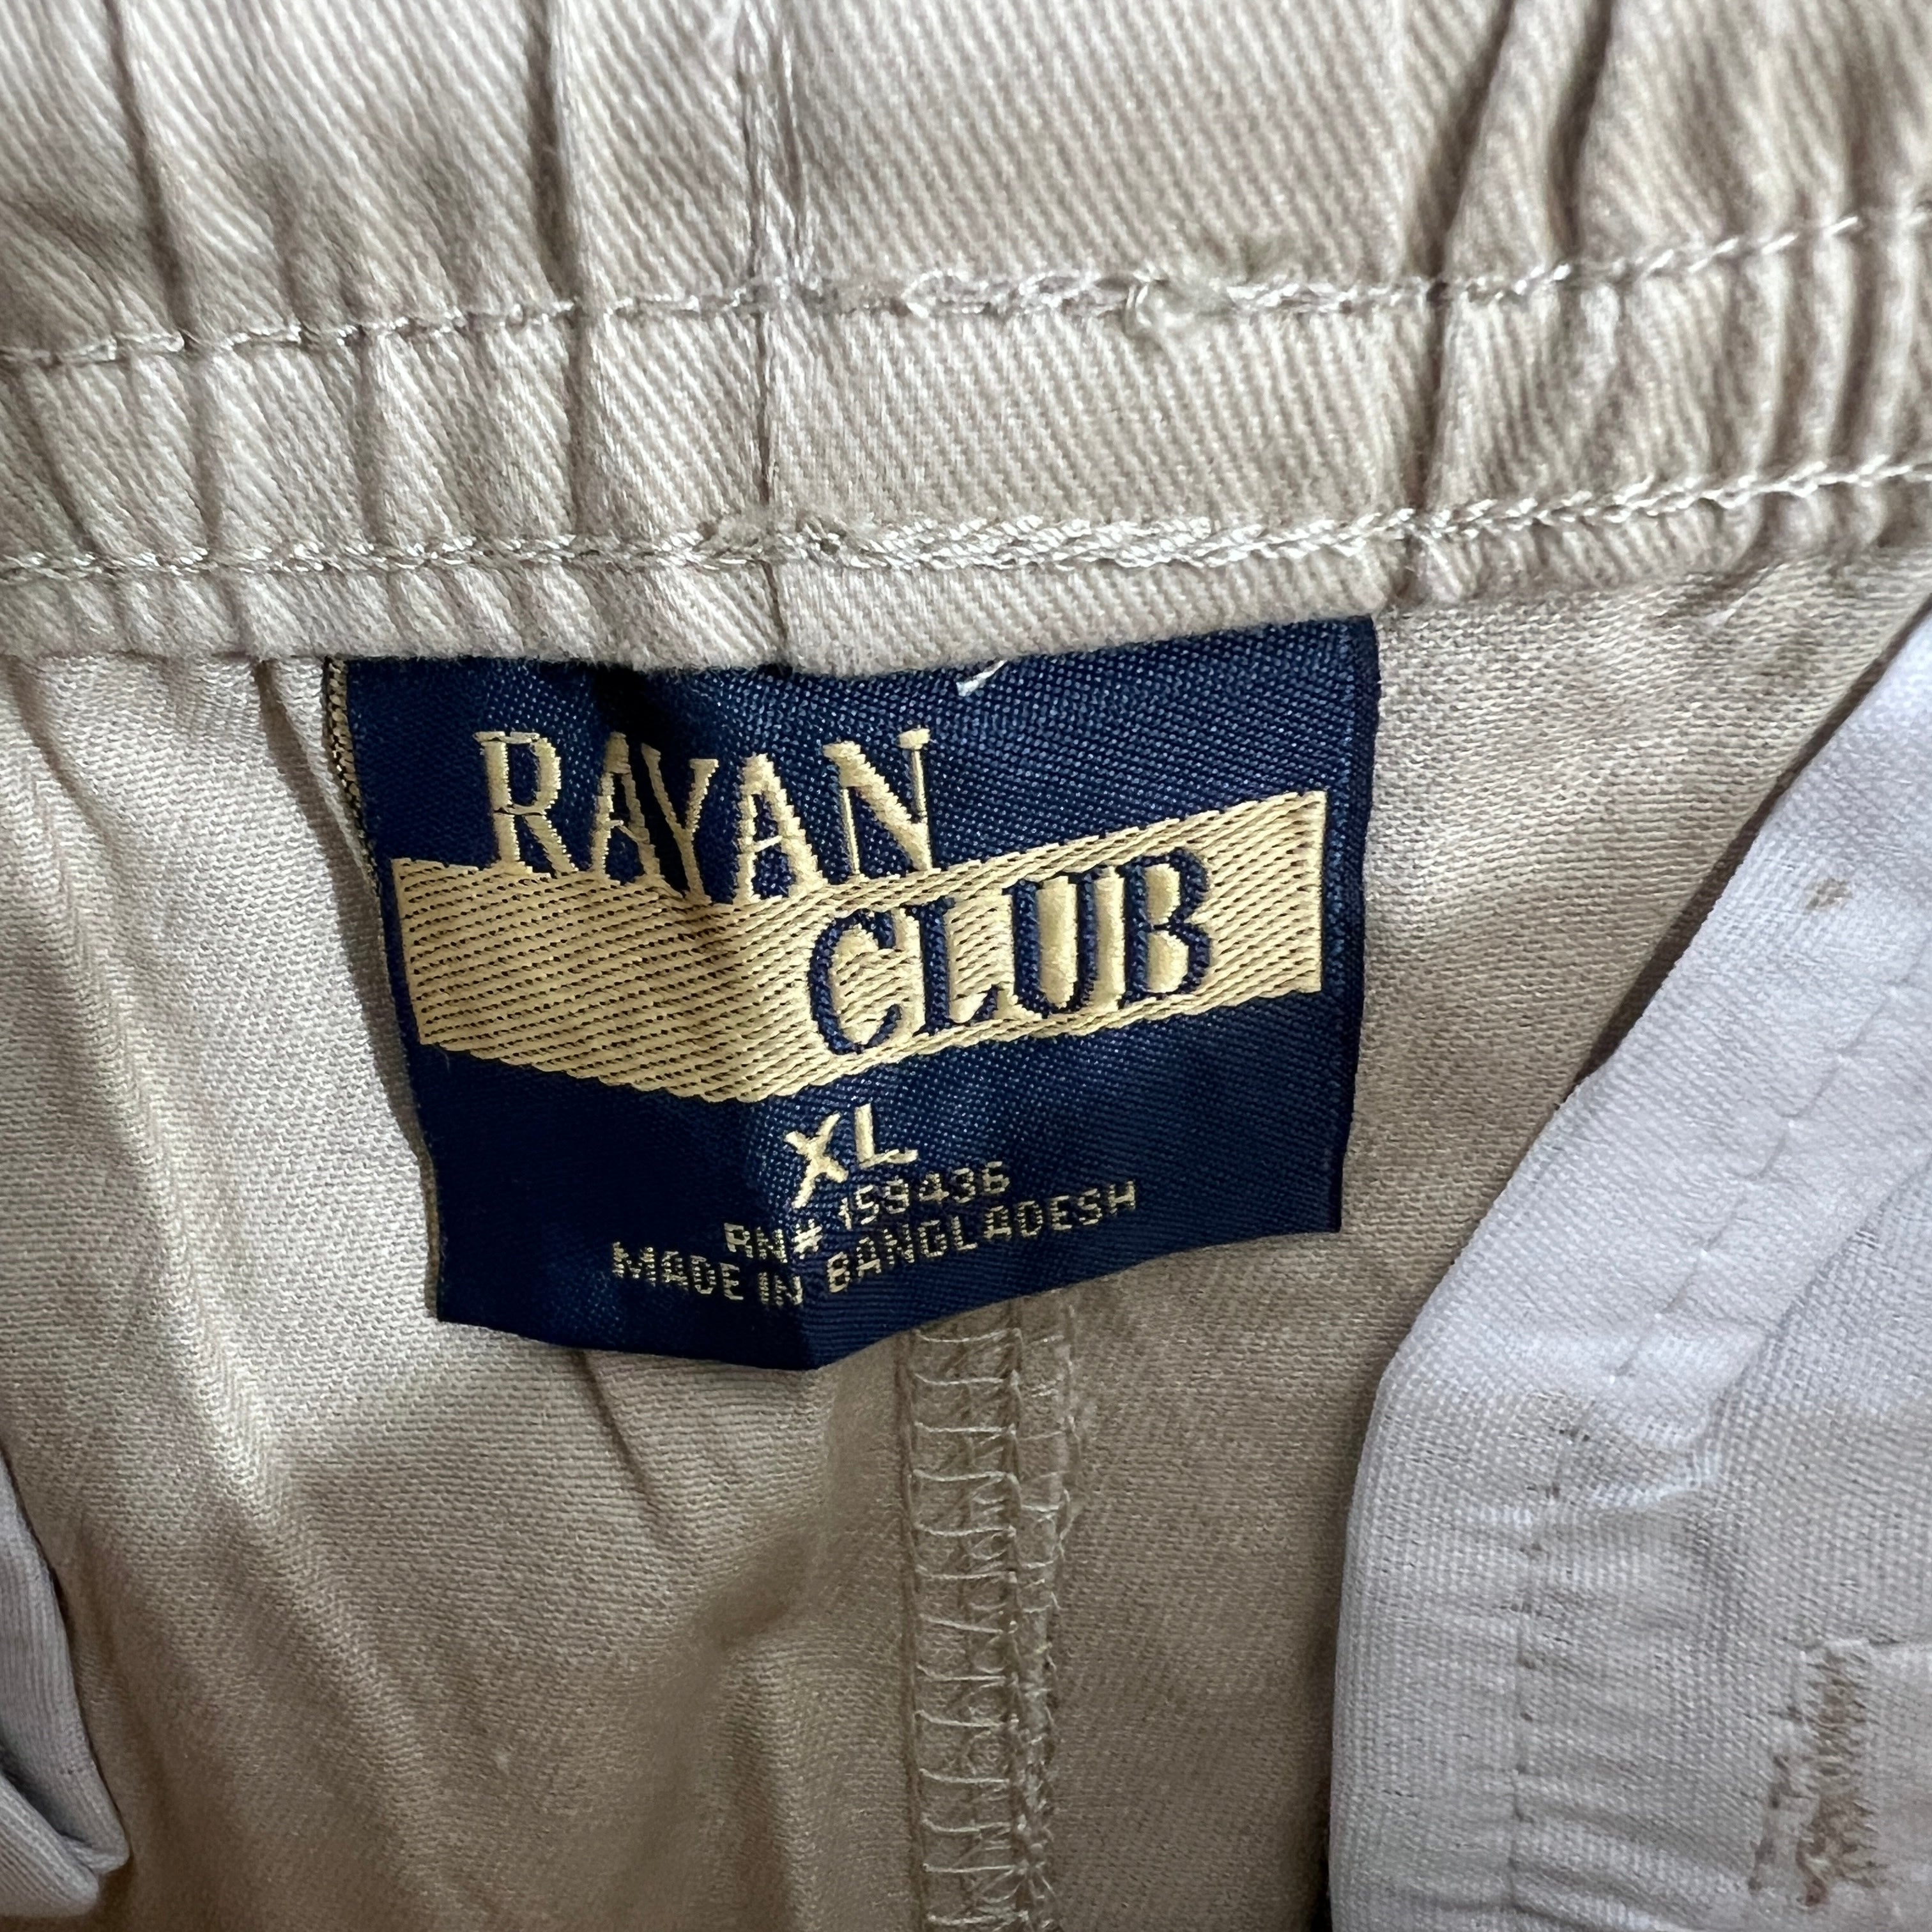 RAYAN
CLUB
XL
RN# 159436
MADE IN BANGLADESH